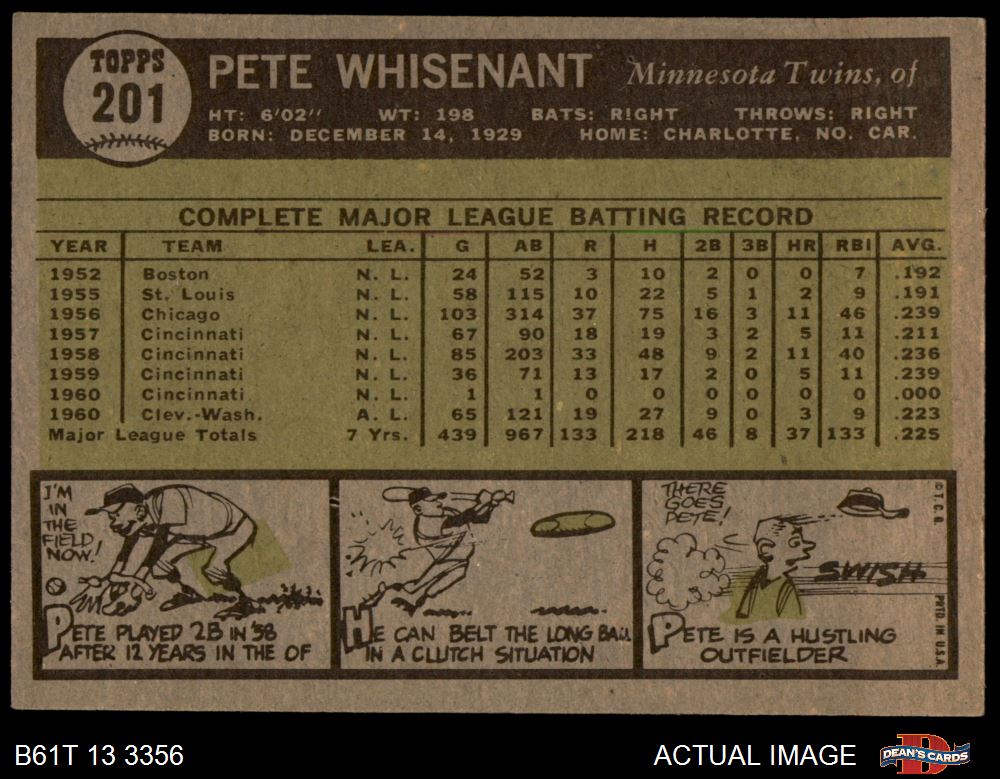 TOPPS
201
PETE WHISENANT Minnesota Twins, of
HT: 6'02" WT: 198 BATS: RIGHT THROWS: RIGHT
BORN: DECEMBER 14, 1929 HOME: CHARLOTTE, NO. CAR.
COMPLETE MAJOR LEAGUE BATTING RECORD
YEAR TEAM LEA. G AB R H 2B 3B HR RBI AVG.
1952 Boston N. L. 24 52 3 10 2 0 0 7 .192
1955 St. Louis N. L. 58 115 10 22 5 1 2 9 .191
1956 Chicago N. L. 103 314 37 75 16 3 11 46 .239
1957 Cincinnati N. L. 67 90 18 19 3 2 5 11 .211
1958 Cincinnati N. L. 85 203 33 48 9 2 11 40 .236
1959 Cincinnati N. L. 36 71 13 17 2 0 5 11 .239
1960 Cincinnati N. L. 1 1 0 0 0 0 0 0 .000
1960 Clev.-Wash. A. L. 65 121 19 27 9 0 3 9 .223
Major League Totals 7 Yrs. 439 967 133 218 46 8 37 133 .225
I'M
IN
THE
FIELD
NOW!
PETE PLAYED 2B IN '58
AFTER 12 YEARS IN THE OF
HE CAN BELT THE LONG BALL
IN A CLUTCH SITUATION
THERE
GOES
PETE!
SWISH
PETE IS A HUSTLING
OUTFIELDER
© T. C. G.
PRTD. IN U.S.A.
B61T 13 3356
ACTUAL IMAGE
DEAN'S CARDS